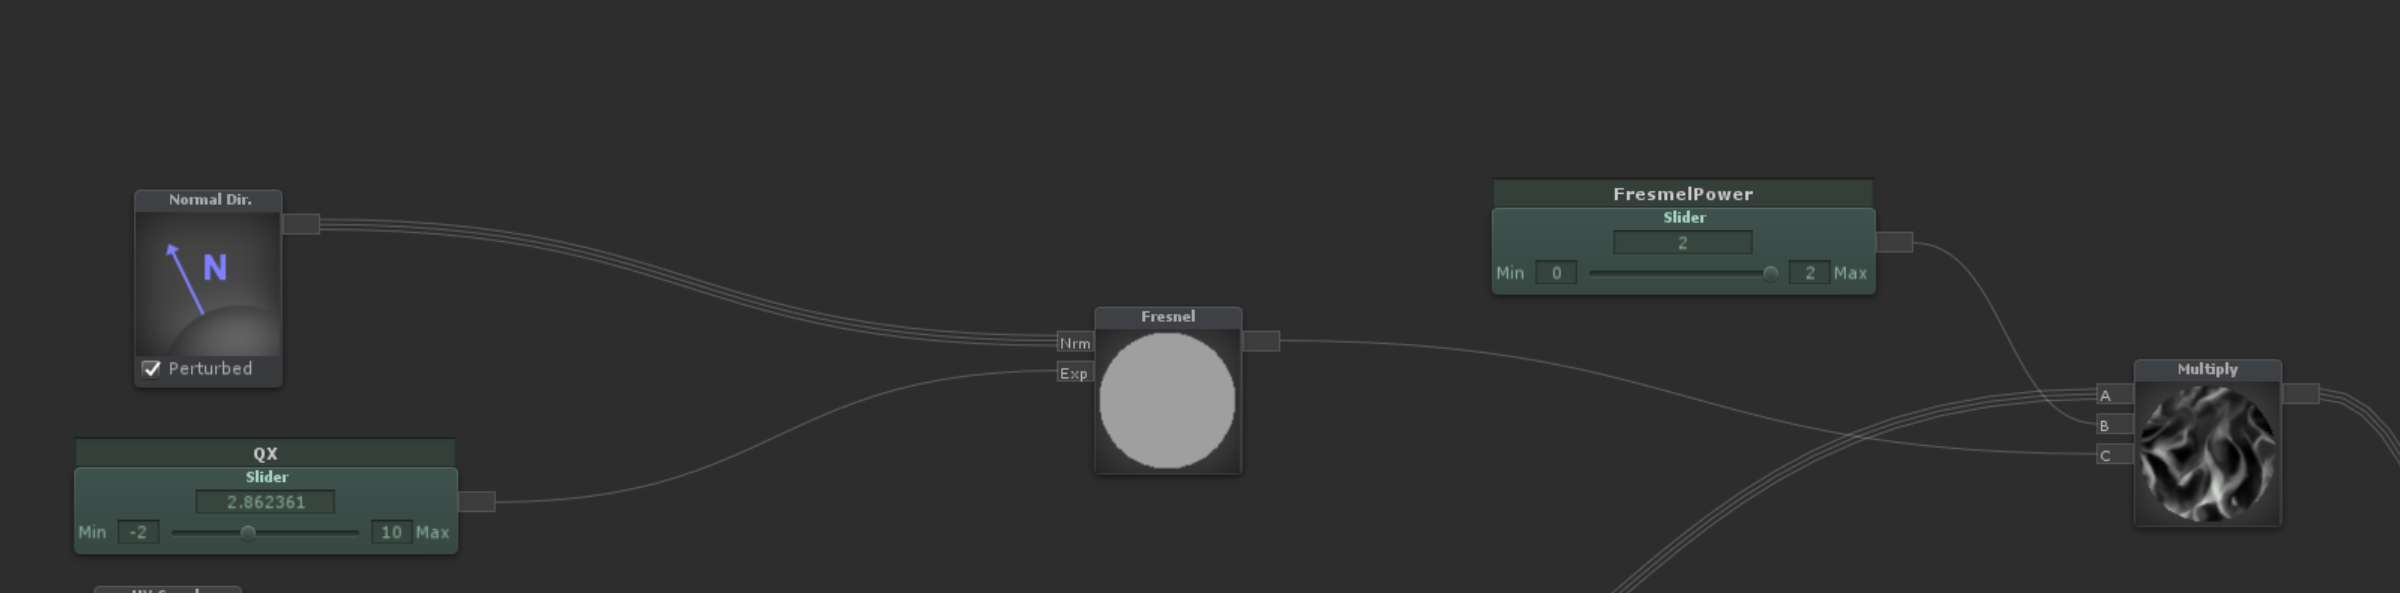 Normal Dir.
N
Perturbed
QX
Slider
2.862361
Min -2 10 Max
Fresnel
Nrm
Exp
FresmelPower
Slider
2
Min 0 2 Max
Multiply
A
B
C